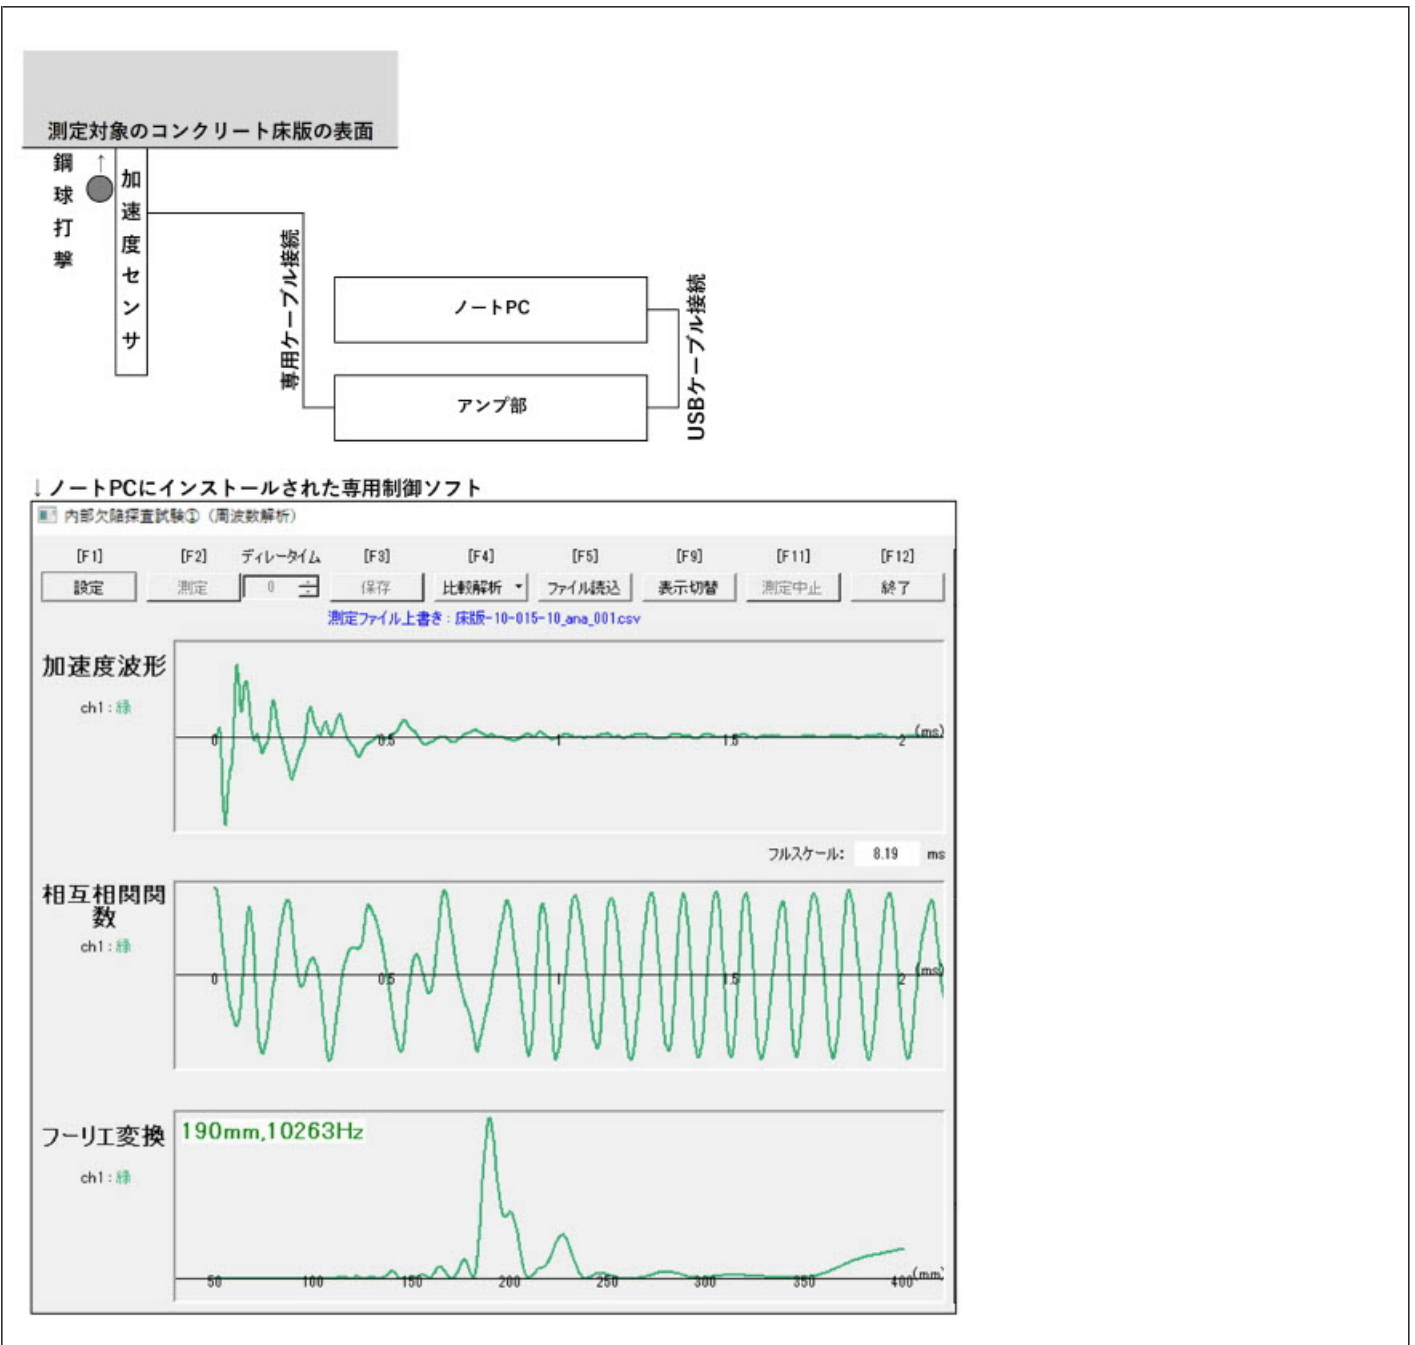 測定対象のコンクリート床版の表面
鋼球打撃
↑
加速度センサ
専用ケーブル接続
ノートPC
アンプ部
USBケーブル接続
↓ノートPCにインストールされた専用制御ソフト
内部欠陥探査試験①（周波数解析）
[F1] [F2] ディレータイム [F3] [F4] [F5] [F9] [F11] [F12]
設定 測定 0 保存 比較解析 ファイル読込 表示切替 測定中止 終了
測定ファイル上書き : 床版-10-015-10_ana_001.csv
加速度波形
ch1 : 緑
0 0.5 1 1.5 2 (ms)
フルスケール: 8.19 ms
相互相関関
数
ch1 : 緑
0 0.5 1 1.5 2 (ms)
フーリエ変換
ch1 : 緑
190mm,10263Hz
50 100 150 200 250 300 350 400 (mm)